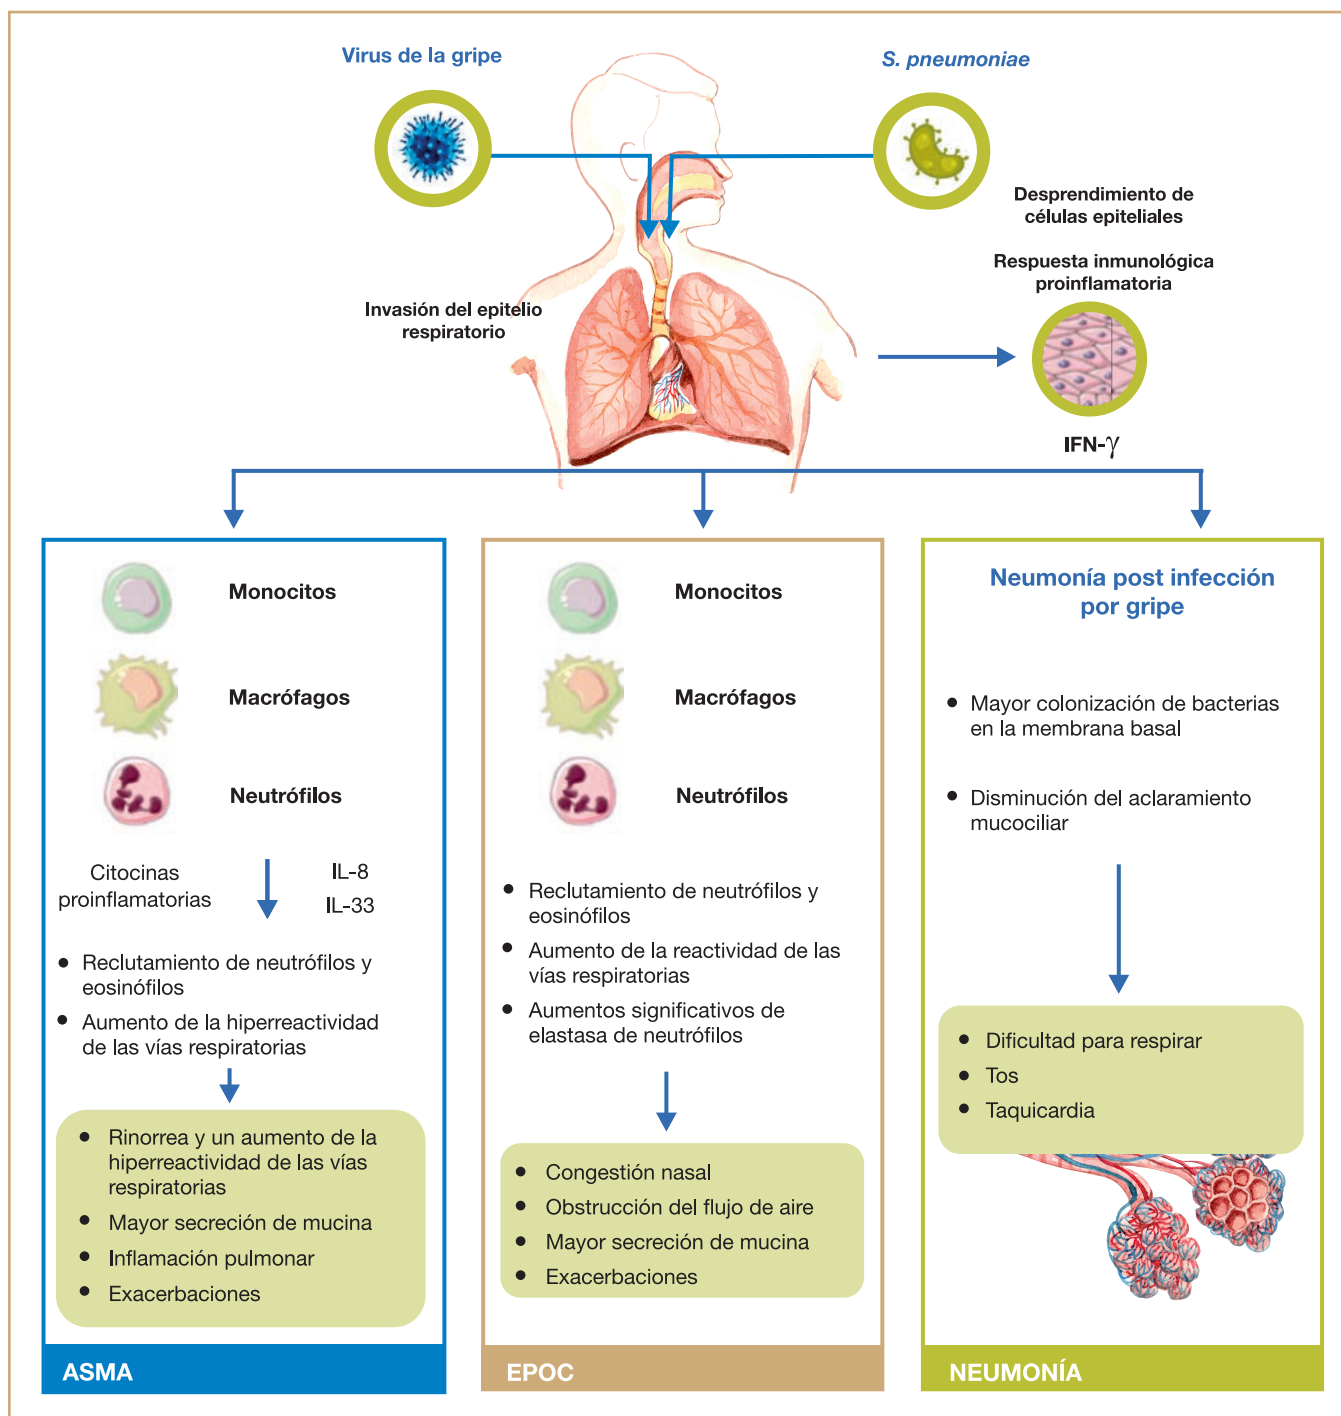 Virus de la gripe
S. pneumoniae
Desprendimiento de
células epiteliales
Respuesta inmunológica
proinflamatoria
Invasión del epitelio
respiratorio
IFN-γ
Monocitos
Macrófagos
Neutrófilos
Citocinas
proinflamatorias
IL-8
IL-33
• Reclutamiento de neutrófilos y
eosinófilos
• Aumento de la hiperreactividad
de las vías respiratorias
• Rinorrea y un aumento de la
hiperreactividad de las vías
respiratorias
• Mayor secreción de mucina
• Inflamación pulmonar
• Exacerbaciones
ASMA
Monocitos
Macrófagos
Neutrófilos
• Reclutamiento de neutrófilos y
eosinófilos
• Aumento de la reactividad de las
vías respiratorias
• Aumentos significativos de
elastasa de neutrófilos
• Congestión nasal
• Obstrucción del flujo de aire
• Mayor secreción de mucina
• Exacerbaciones
EPOC
Neumonía post infección
por gripe
• Mayor colonización de bacterias
en la membrana basal
• Disminución del aclaramiento
mucociliar
• Dificultad para respirar
• Tos
• Taquicardia
NEUMONÍA